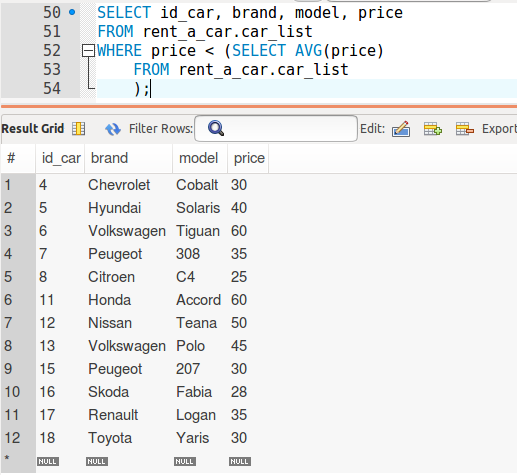 50 SELECT id_car, brand, model, price
51 FROM rent_a_car.car_list
52 WHERE price < (SELECT AVG(price)
53 FROM rent_a_car.car_list
54 );
Result Grid Filter Rows: Edit: Export
# id_car brand model price
1 4 Chevrolet Cobalt 30
2 5 Hyundai Solaris 40
3 6 Volkswagen Tiguan 60
4 7 Peugeot 308 35
5 8 Citroen C4 25
6 11 Honda Accord 60
7 12 Nissan Teana 50
8 13 Volkswagen Polo 45
9 15 Peugeot 207 30
10 16 Skoda Fabia 28
11 17 Renault Logan 35
12 18 Toyota Yaris 30
* NULL NULL NULL NULL